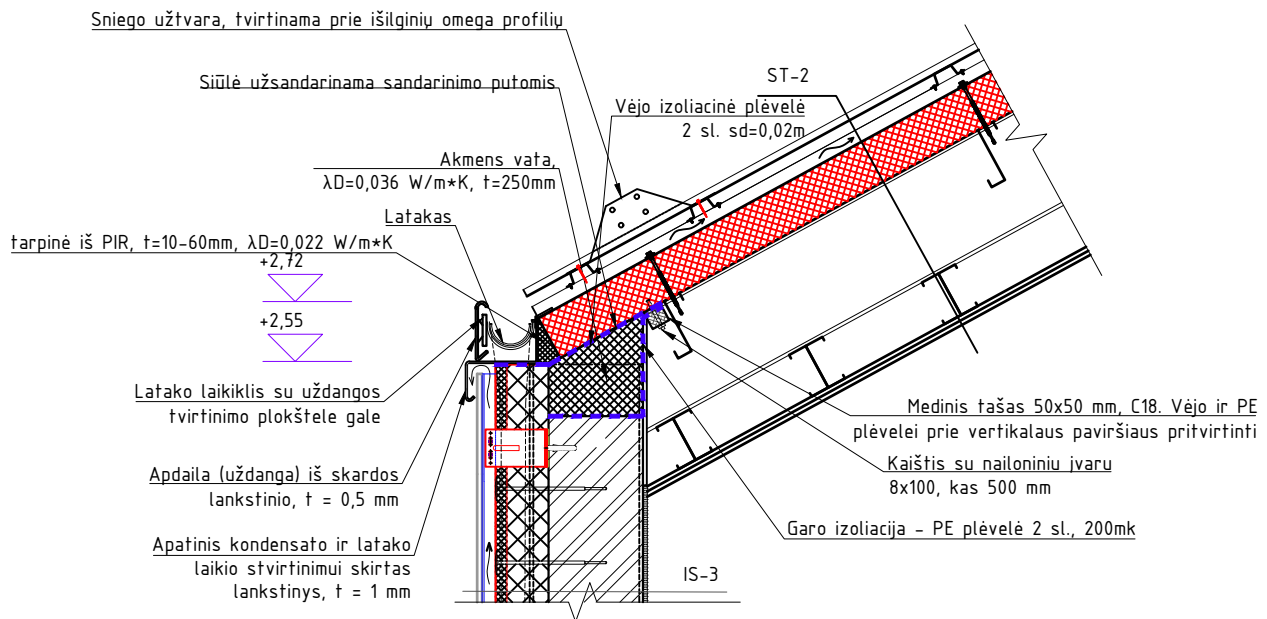 Sniego užtvara, tvirtinama prie išilginių omega profilių
Siūlė užsandarinama sandarinimo putomis
ST-2
Vėjo izoliacinė plėvelė
2 sl. sd=0,02m
Akmens vata,
λD=0,036 W/m*K, t=250mm
Latakas
tarpinė iš PIR, t=10-60mm, λD=0,022 W/m*K
+2,72
+2,55
Latako laikiklis su uždangos
tvirtinimo plokštele gale
Medinis tašas 50x50 mm, C18. Vėjo ir PE
plėvelei prie vertikalaus paviršiaus pritvirtinti
Apdaila (uždanga) iš skardos
lankstinio, t = 0,5 mm
Kaištis su nailoniniu įvaru
8x100, kas 500 mm
Garo izoliacija - PE plėvelė 2 sl., 200mk
Apatinis kondensato ir latako
laikio stvirtinimui skirtas
lankstinys, t = 1 mm
IS-3